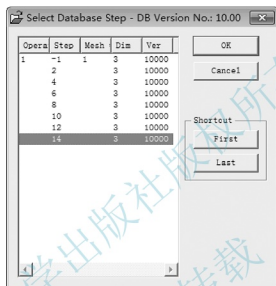 Select Database Step - DB Version No.: 10.00
Opera Step Mesh Dim Ver
1 -1 1 3 10000
2 3 10000
4 3 10000
6 3 10000
8 3 10000
10 3 10000
12 3 10000
14 3 10000
OK
Cancel
Shortcut
First
Last